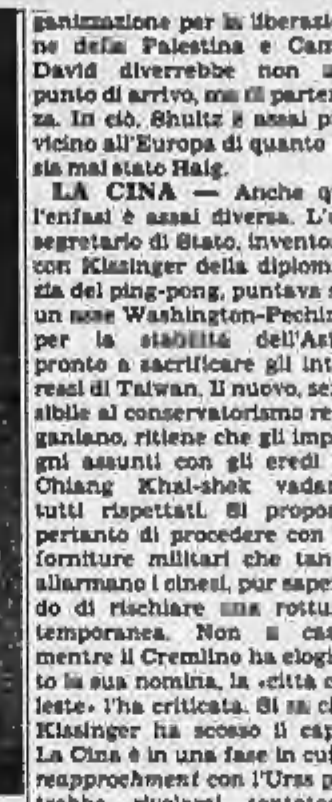 ganizzazione per la liberazio
ne della Palestina e Cam
David diverrebbe non
punto di arrivo, ma di parten
za. In ciò, Shultz è assai p
vicino all'Europa di quanto
sia mai stato Haig.
LA CINA — Anche q
l'enfasi è assai diversa. L'
segretario di Stato, invento
con Kissinger della diploma
zia del ping-pong, puntava s
un asse Washington-Pechin
per la stabilità dell'As
pronto a sacrificare gli int
ressi di Taiwan. Il nuovo, se
sibile al conservatorismo re
ganiano, ritiene che gli imp
gni assunti con gli eredi
Chiang Khai-shek vadan
tutti rispettati. Si propo
pertanto di procedere con
forniture militari che tan
allarmano i cinesi, pur sape
do di rischiare una rottu
temporanea. Non a ca
mentre il Cremlino ha elogi
to la sua nomina, la «città c
leste» l'ha criticata. Si sa c
Kissinger ha scosso il cap
La Cina è in una fase in cu
reapprochment con l'Urss p